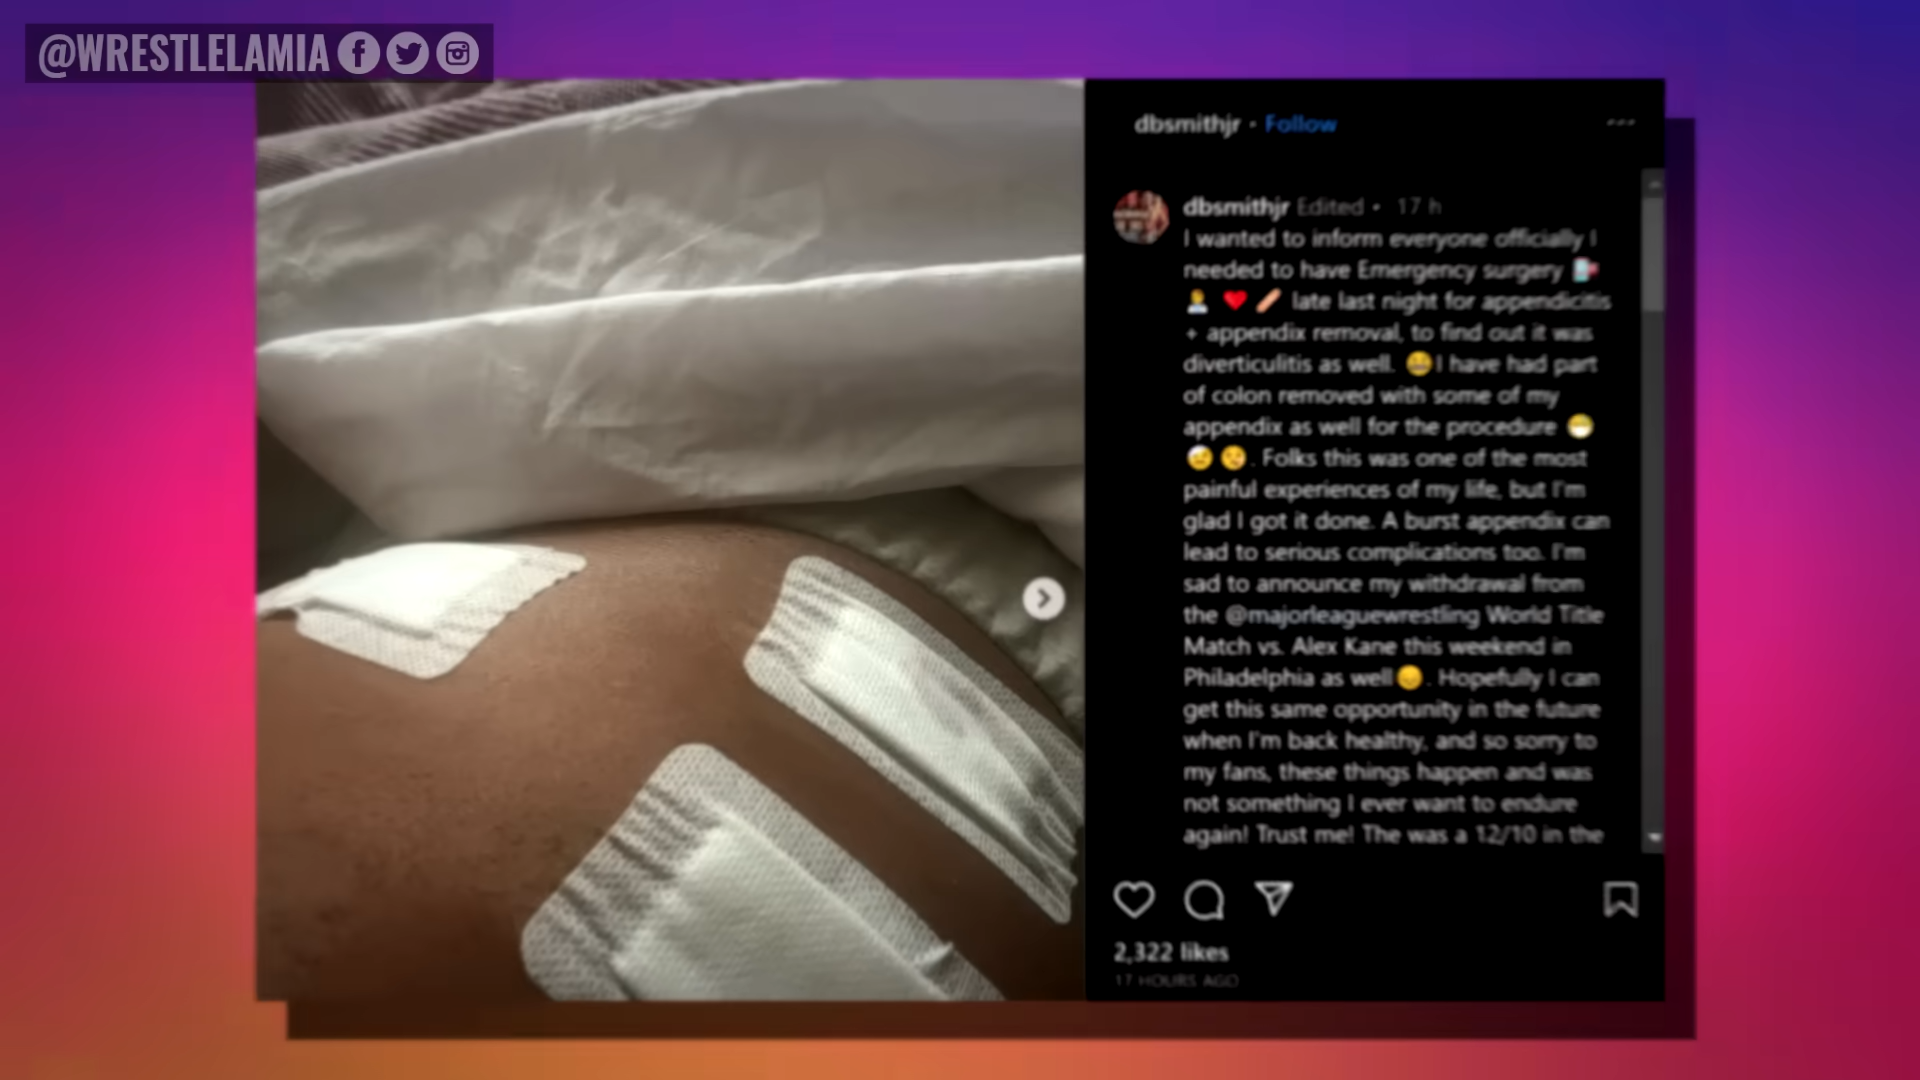 @WRESTLELAMIA
dbsmithjr • Follow
dbsmithjr Edited • 17 h
I wanted to inform everyone officially I
needed to have Emergency surgery
late last night for appendicitis
+ appendix removal, to find out it was
diverticulitis as well. I have had part
of colon removed with some of my
appendix as well for the procedure
. Folks this was one of the most
painful experiences of my life, but I'm
glad I got it done. A burst appendix can
lead to serious complications too. I'm
sad to announce my withdrawal from
the @majorleaguewrestling World Title
Match vs. Alex Kane this weekend in
Philadelphia as well. Hopefully I can
get this same opportunity in the future
when I'm back healthy, and so sorry to
my fans, these things happen and was
not something I ever want to endure
again! Trust me! The was a 12/10 in the
2,322 likes
17 HOURS AGO